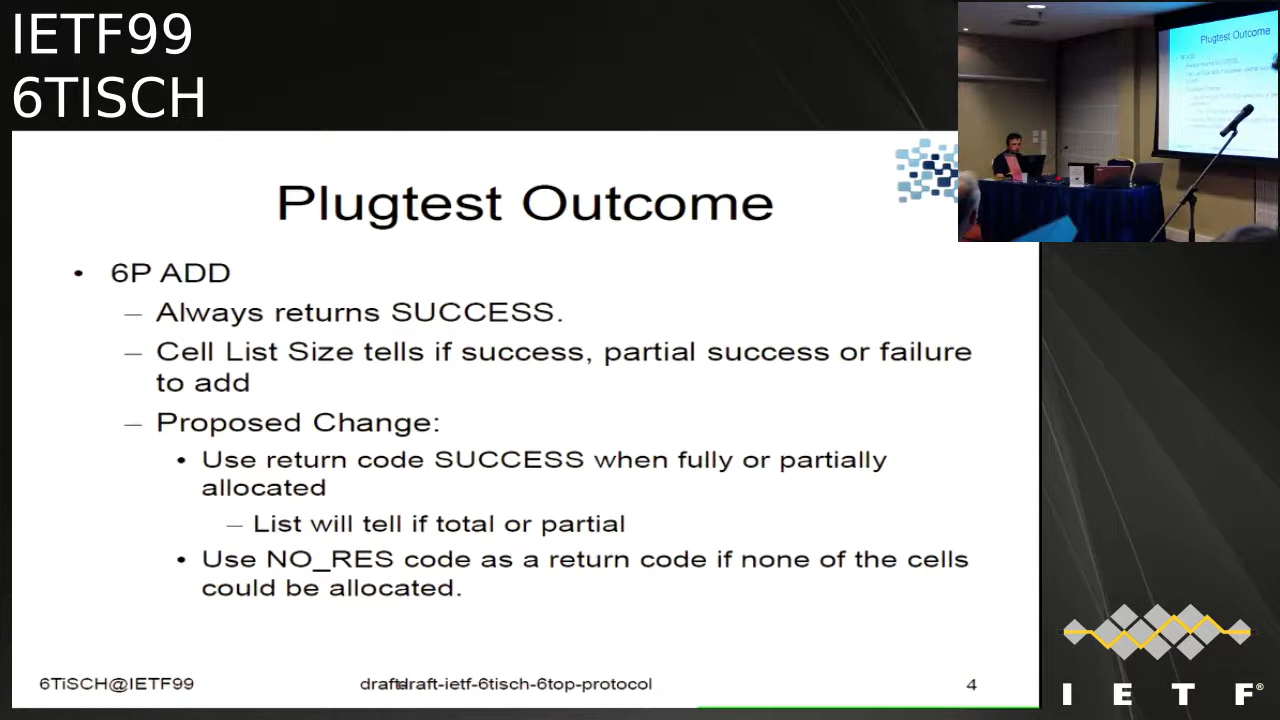 IETF99
6TISCH
Plugtest Outcome
• 6P ADD
– Always returns SUCCESS.
– Cell List Size tells if success, partial success or failure
to add
– Proposed Change:
• Use return code SUCCESS when fully or partially
allocated
– List will tell if total or partial
• Use NO_RES code as a return code if none of the cells
could be allocated.
6TiSCH@IETF99
draft-ietf-6tisch-6top-protocol
4
Plugtest Outcome
I E T F®